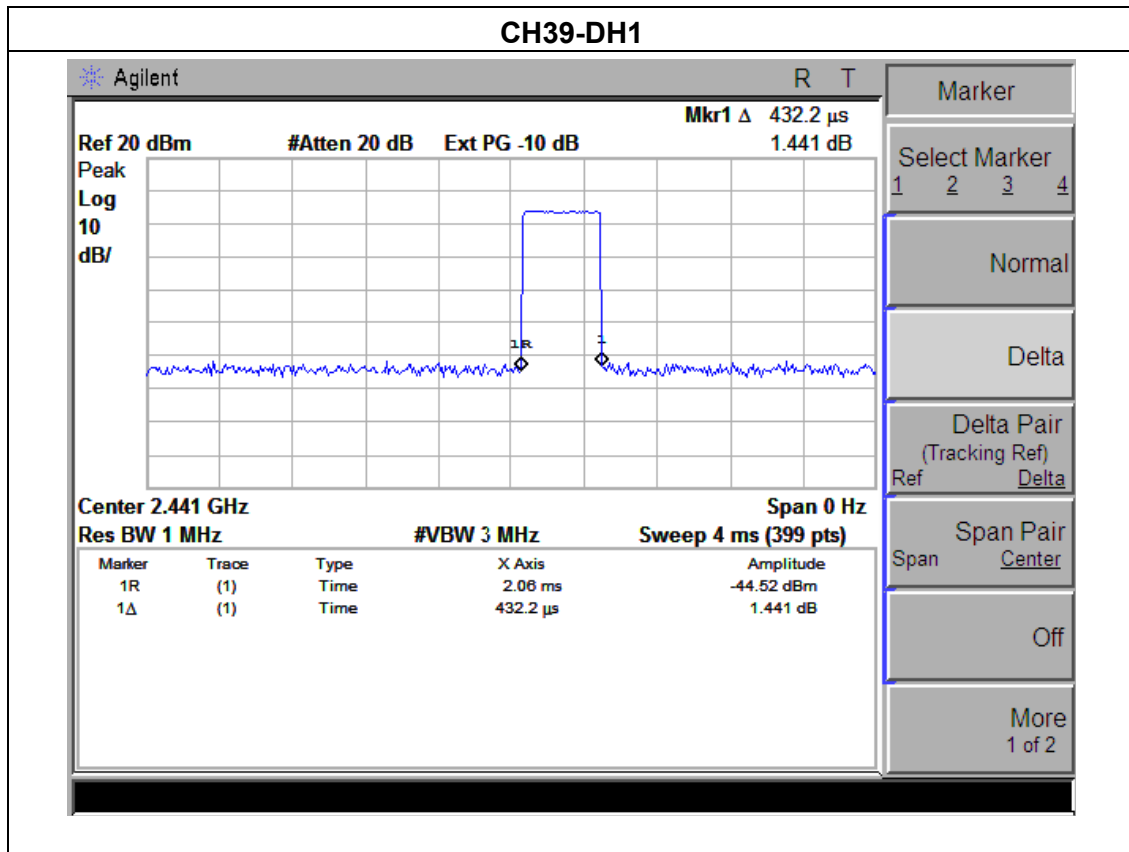 CH39-DH1
Agilent R T
Mkr1 Δ 432.2 µs
Ref 20 dBm #Atten 20 dB Ext PG -10 dB 1.441 dB
Peak
Log
10
dB/
1R 1
Center 2.441 GHz Span 0 Hz
Res BW 1 MHz #VBW 3 MHz Sweep 4 ms (399 pts)
Marker Trace Type X Axis Amplitude
1R (1) Time 2.06 ms -44.52 dBm
1Δ (1) Time 432.2 µs 1.441 dB
Marker
Select Marker
1 2 3 4
Normal
Delta
Delta Pair
(Tracking Ref)
Ref Delta
Span Pair
Span Center
Off
More
1 of 2